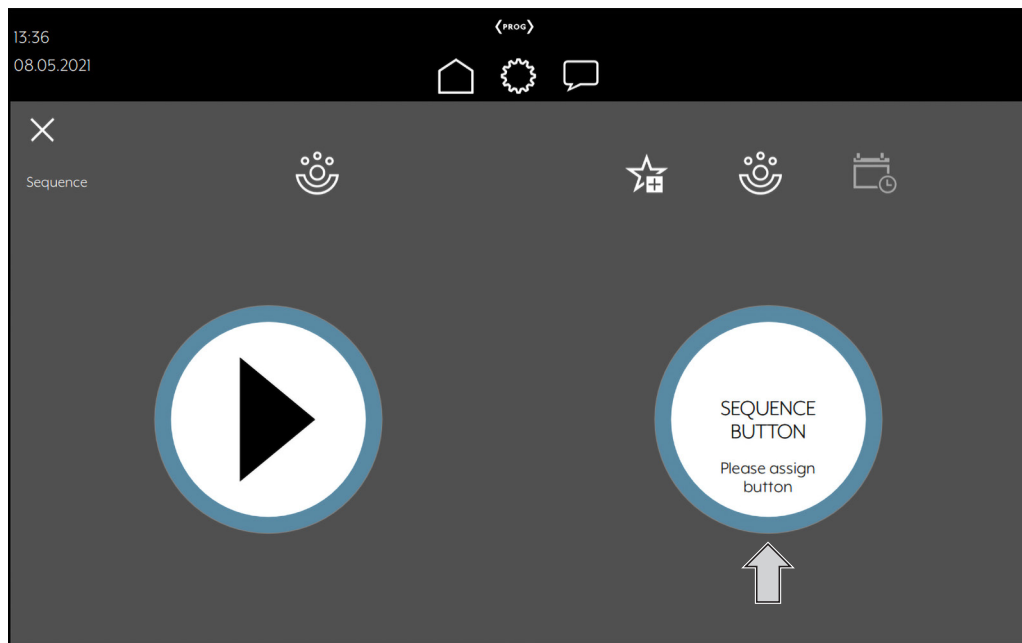 13:36
〈PROG〉
08.05.2021
Sequence
SEQUENCE
BUTTON
Please assign
button